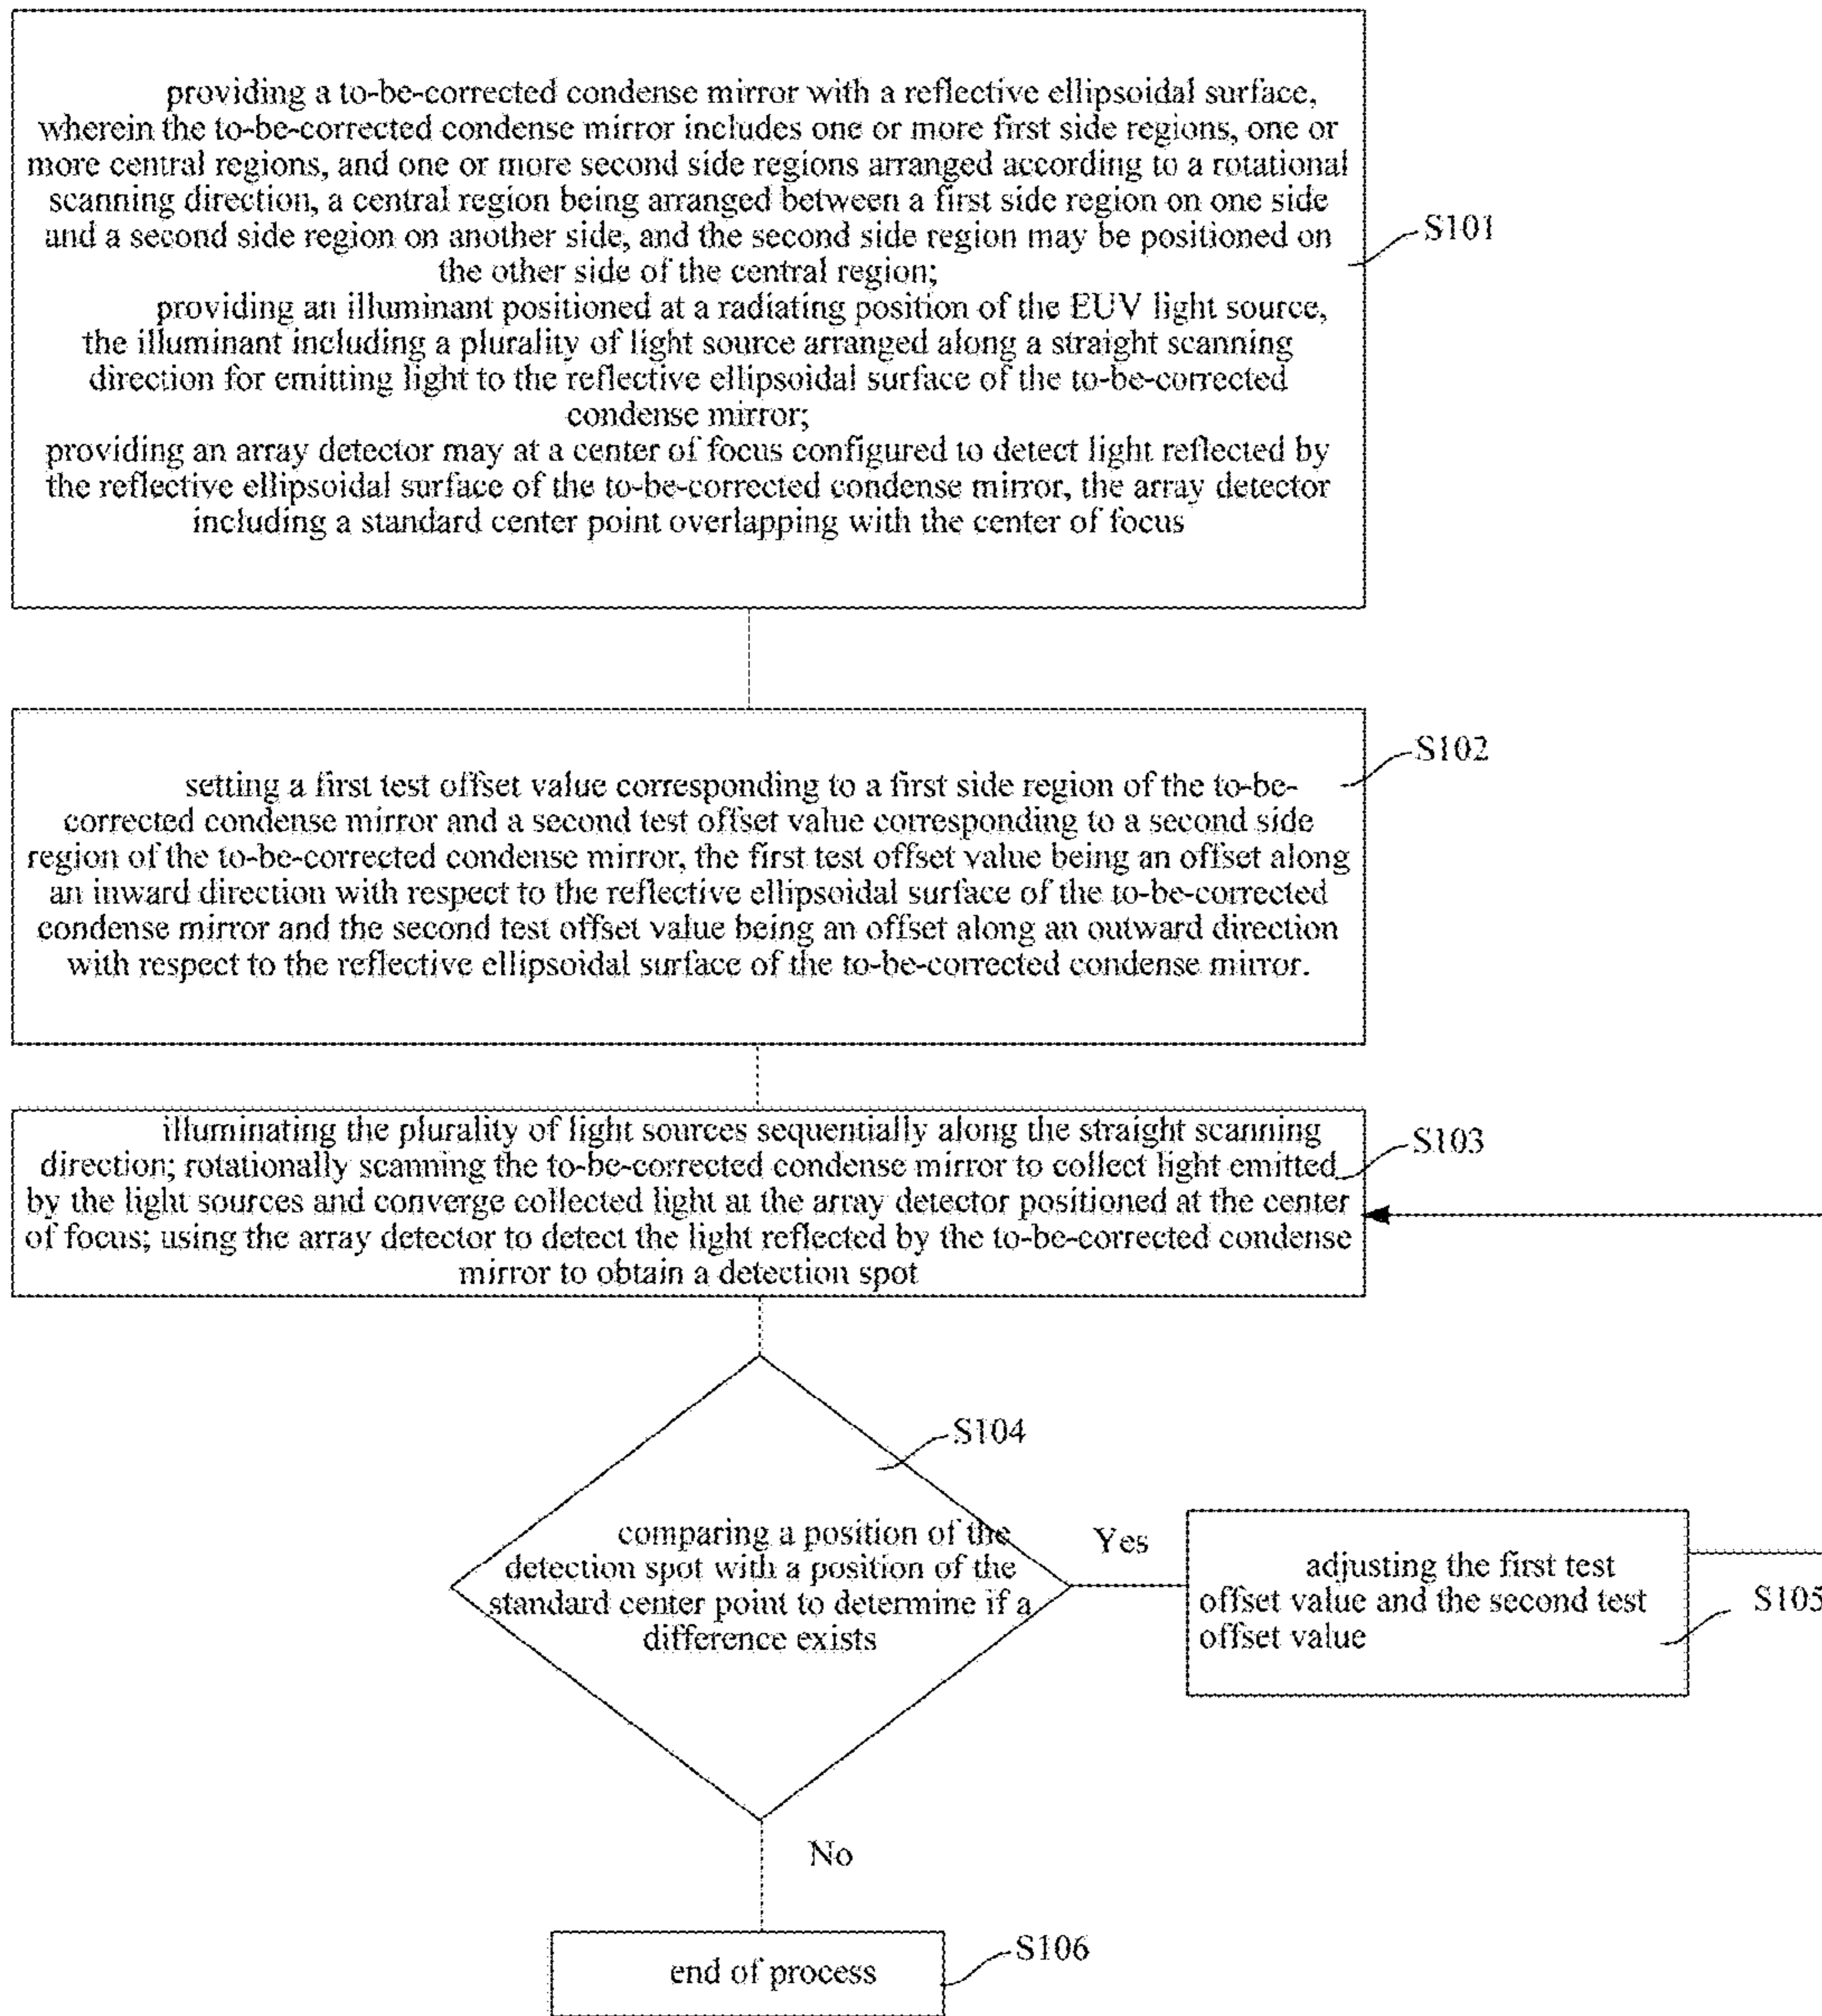 providing a to-be-corrected condense mirror with a reflective ellipsoidal surface,
wherein the to-be-corrected condense mirror includes one or more first side regions, one or
more central regions, and one or more second side regions arranged according to a rotational
scanning direction, a central region being arranged between a first side region on one side
and a second side region on another side, and the second side region may be positioned on
the other side of the central region;
providing an illuminant positioned at a radiating position of the EUV light source,
the illuminant including a plurality of light source arranged along a straight scanning
direction for emitting light to the reflective ellipsoidal surface of the to-be-corrected
condense mirror;
providing an array detector may at a center of focus configured to detect light reflected by
the reflective ellipsoidal surface of the to-be-corrected condense mirror, the array detector
including a standard center point overlapping with the center of focus
S101
setting a first test offset value corresponding to a first side region of the to-be-
corrected condense mirror and a second test offset value corresponding to a second side
region of the to-be-corrected condense mirror, the first test offset value being an offset along
an inward direction with respect to the reflective ellipsoidal surface of the to-be-corrected
condense mirror and the second test offset value being an offset along an outward direction
with respect to the reflective ellipsoidal surface of the to-be-corrected condense mirror.
S102
illuminating the plurality of light sources sequentially along the straight scanning
direction; rotationally scanning the to-be-corrected condense mirror to collect light emitted
by the light sources and converge collected light at the array detector positioned at the center
of focus; using the array detector to detect the light reflected by the to-be-corrected condense
mirror to obtain a detection spot
S103
S104
comparing a position of the
detection spot with a position of the
standard center point to determine if a
difference exists
Yes
adjusting the first test
offset value and the second test
offset value
S105
No
end of process
S106